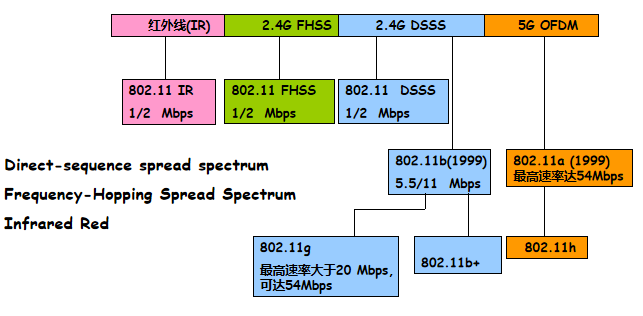 红外线(IR)
2.4G FHSS
2.4G DSSS
5G OFDM
802.11 IR
1/2 Mbps
802.11 FHSS
1/2 Mbps
802.11 DSSS
1/2 Mbps
Direct-sequence spread spectrum
Frequency-Hopping Spread Spectrum
Infrared Red
802.11b(1999)
5.5/11 Mbps
802.11a (1999)
最高速率达54Mbps
802.11g
最高速率大于20 Mbps,
可达54Mbps
802.11b+
802.11h